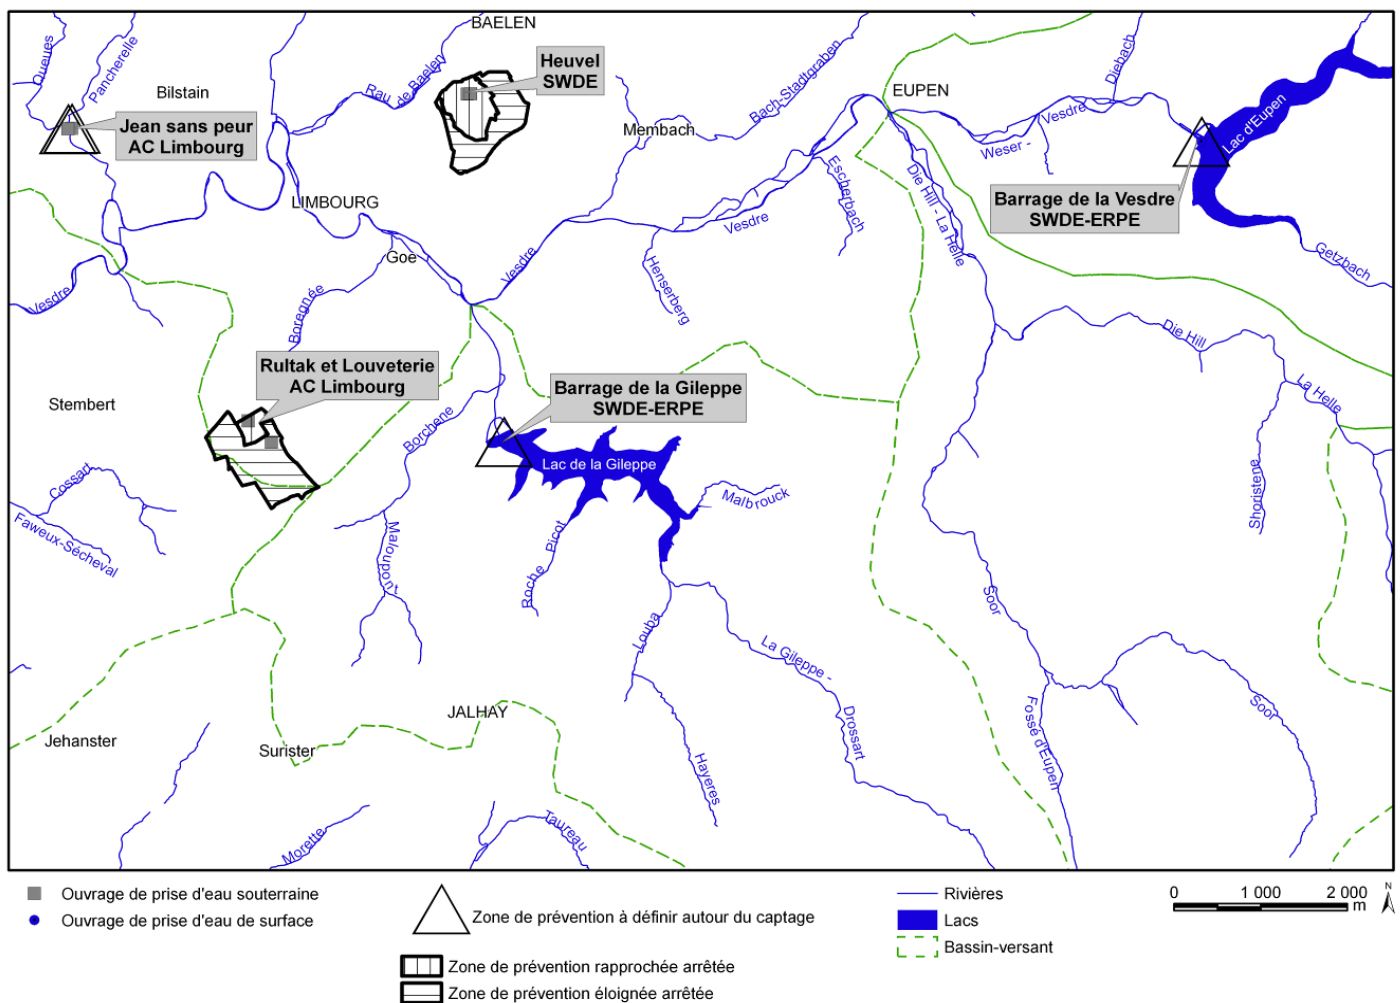 BAELEN
Heuvel
SWDE
Queues
Pancherelle
Bilstain
Rau de Baelen
Bach-Stadtgraben
Diebach
EUPEN
Lac d'Eupen
Jean sans peur
AC Limbourg
Membach
Vesdre
Weser -
Escherbach
Die Hill - La Helle
Barrage de la Vesdre
SWDE-ERPE
LIMBOURG
Vesdre
Goe
Vesdre
Henserberg
Getzbach
Vesdre
Boregnée
Die Hill
Rultak et Louveterie
AC Limbourg
Barrage de la Gileppe
SWDE-ERPE
La Helle
Stembert
Borchene
Lac de la Gileppe
Cossart
Malbrouck
Shoristene
Faweux-Sécheval
Maloupont
Roche Picot
Soor
Louba
La Gileppe -
Drossart
JALHAY
Soor
Fossé d'Eupen
Jehanster
Surister
Hayeres
Morette
Taureau
Ouvrage de prise d'eau souterraine
Ouvrage de prise d'eau de surface
Zone de prévention à définir autour du captage
Zone de prévention rapprochée arrêtée
Zone de prévention éloignée arrêtée
Rivières
Lacs
Bassin-versant
0 1 000 2 000
m
N